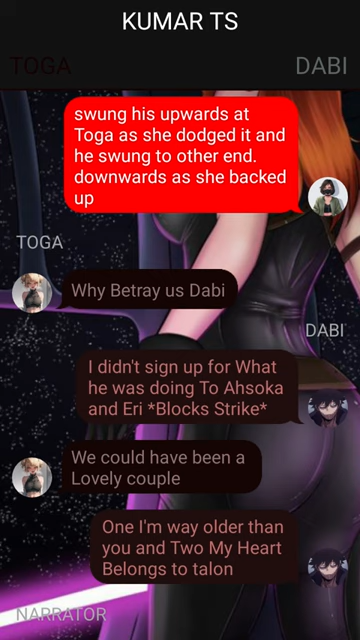 KUMAR TS
TOGA
DABI
swung his upwards at
Toga as she dodged it and
he swung to other end.
downwards as she backed
up
TOGA
Why Betray us Dabi
DABI
I didn't sign up for What
he was doing To Ahsoka
and Eri *Blocks Strike*
We could have been a
Lovely couple
One I'm way older than
you and Two My Heart
Belongs to talon
NARRATOR